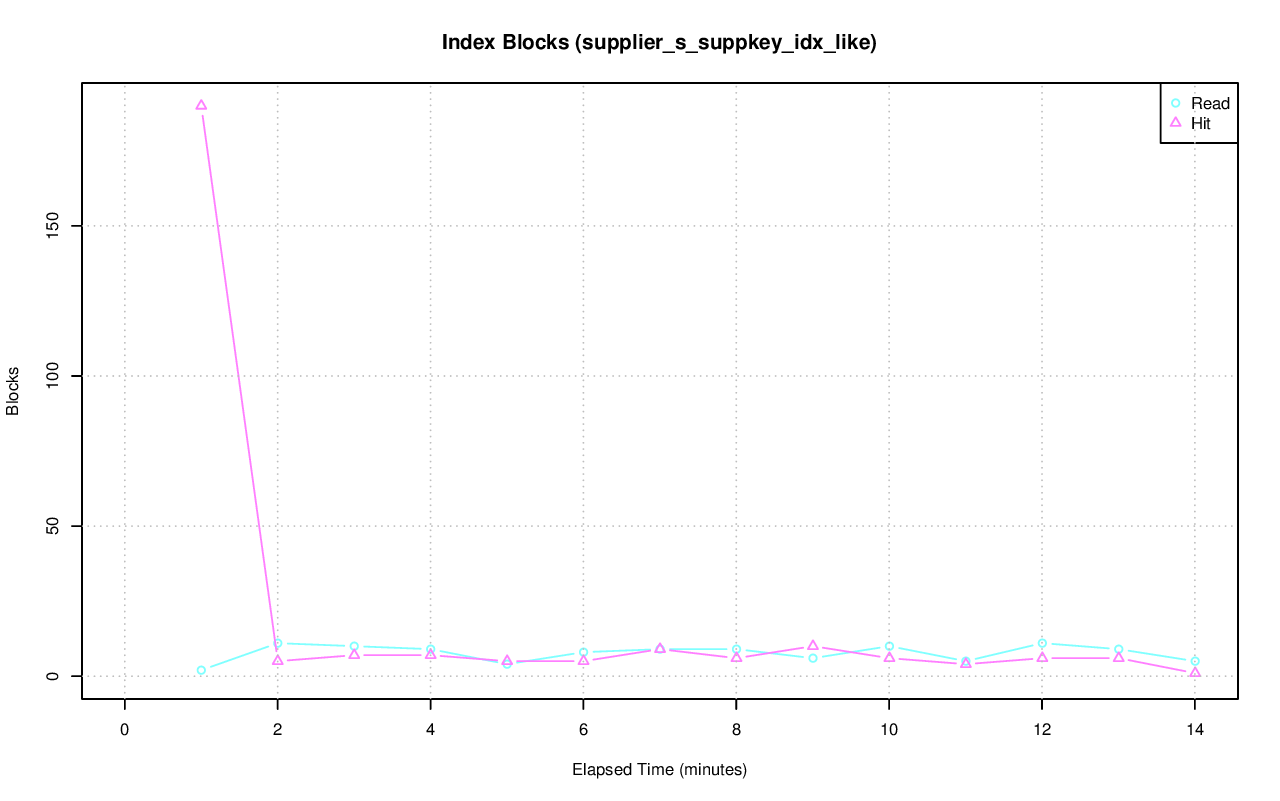 Index Blocks (supplier_s_suppkey_idx_like)
Read
Hit
Blocks
150
100
50
0
0 2 4 6 8 10 12 14
Elapsed Time (minutes)